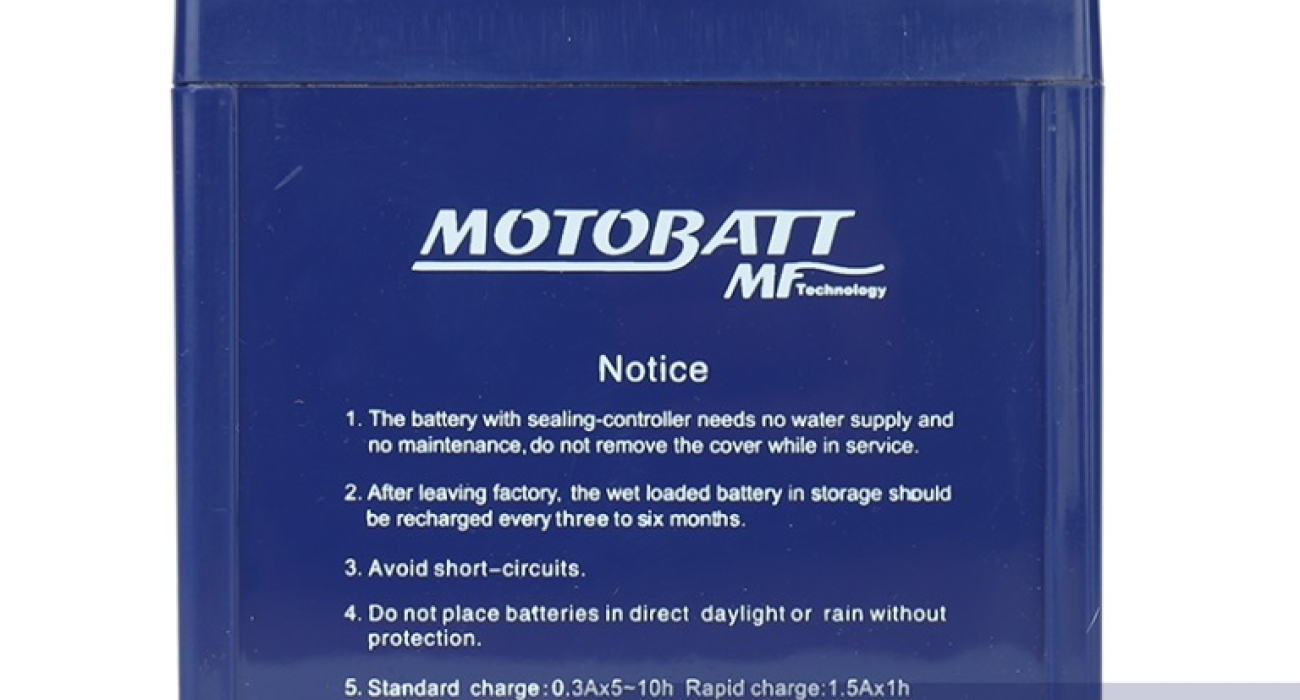 MOTOBATT
MF Technology
Notice
1. The battery with sealing-controller needs no water supply and
no maintenance, do not remove the cover while in service.
2. After leaving factory, the wet loaded battery in storage should
be recharged every three to six months.
3. Avoid short-circuits.
4. Do not place batteries in direct daylight or rain without
protection.
5. Standard charge:0.3Ax5~10h Rapid charge:1.5Ax1h